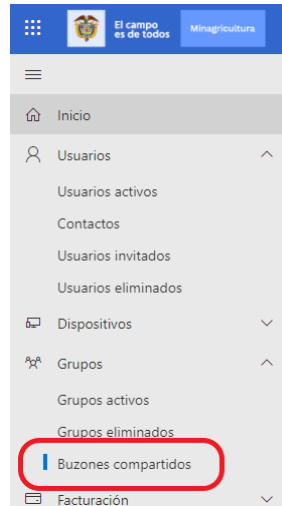 El campo
es de todos
Minagricultura
Inicio
Usuarios
Usuarios activos
Contactos
Usuarios invitados
Usuarios eliminados
Dispositivos
Grupos
Grupos activos
Grupos eliminados
Buzones compartidos
Facturación